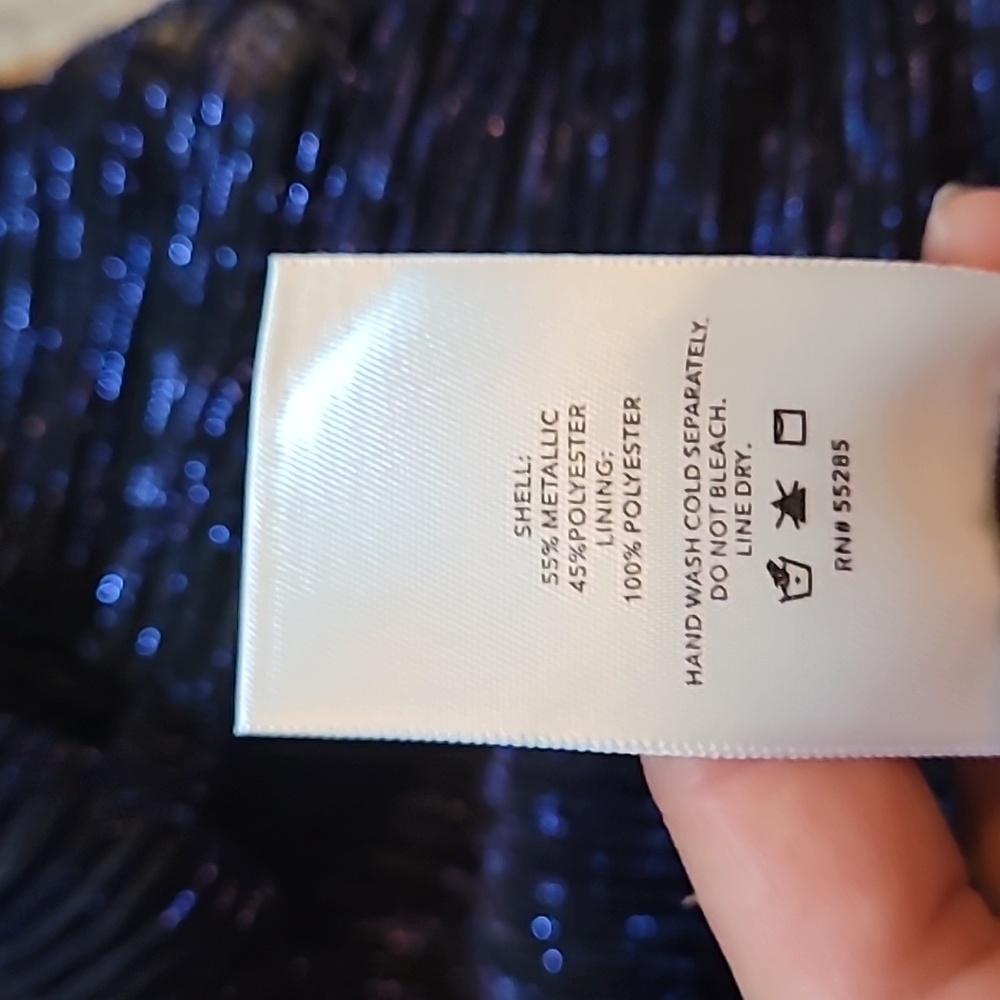 SHELL:
55% METALLIC
45%POLYESTER
LINING:
100% POLYESTER
HAND WASH COLD SEPARATELY.
DO NOT BLEACH.
LINE DRY.
RN# 55285